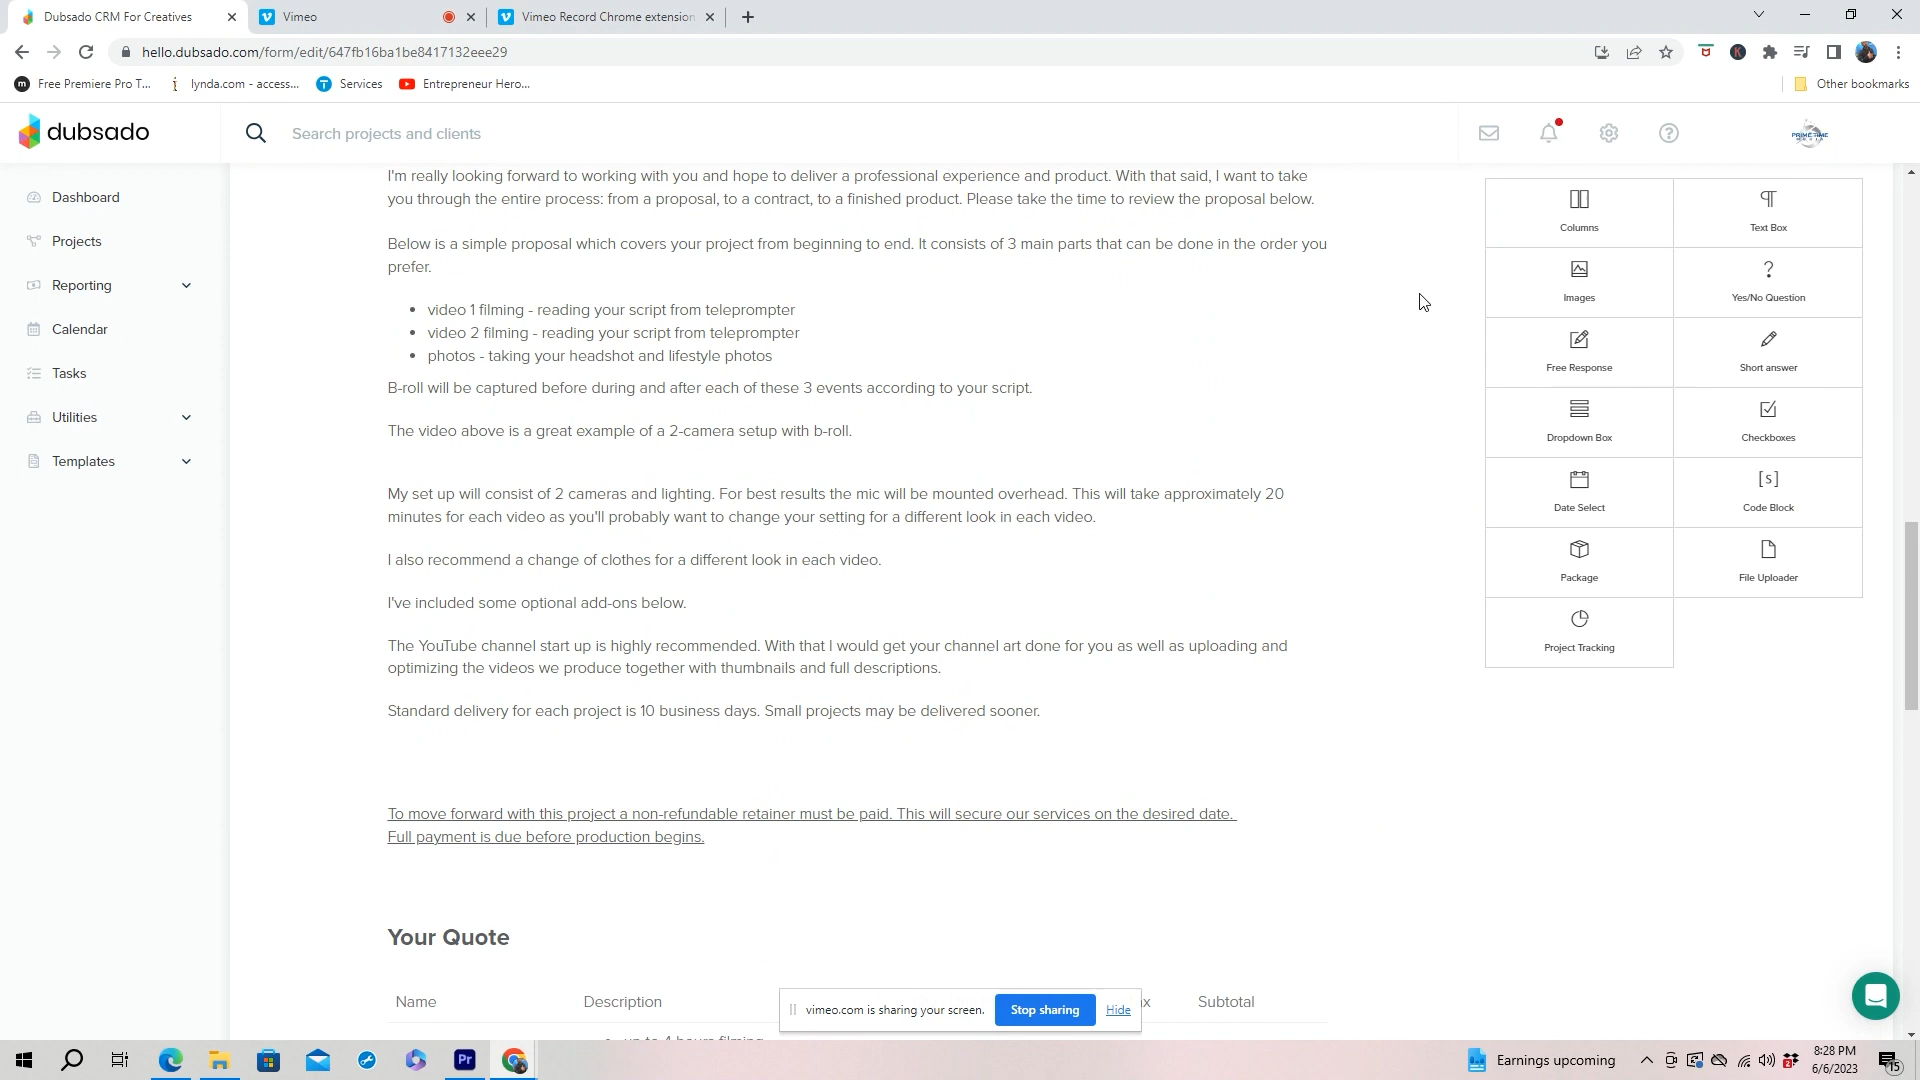 Dubsado CRM For Creatives
Vimeo
Vimeo Record Chrome extension
hello.dubsado.com/form/edit/647fb16ba1be8417132eee29
Free Premiere Pro T...
lynda.com - access...
Services
Entrepreneur Hero...
Other bookmarks
dubsado
Search projects and clients
PRIME TIME
Dashboard
Projects
Reporting
Calendar
Tasks
Utilities
Templates
I'm really looking forward to working with you and hope to deliver a professional experience and product. With that said, I want to take
you through the entire process: from a proposal, to a contract, to a finished product. Please take the time to review the proposal below.
Below is a simple proposal which covers your project from beginning to end. It consists of 3 main parts that can be done in the order you
prefer.
• video 1 filming - reading your script from teleprompter
• video 2 filming - reading your script from teleprompter
• photos - taking your headshot and lifestyle photos
B-roll will be captured before during and after each of these 3 events according to your script.
The video above is a great example of a 2-camera setup with b-roll.
My set up will consist of 2 cameras and lighting. For best results the mic will be mounted overhead. This will take approximately 20
minutes for each video as you'll probably want to change your setting for a different look in each video.
I also recommend a change of clothes for a different look in each video.
I've included some optional add-ons below.
The YouTube channel start up is highly recommended. With that I would get your channel art done for you as well as uploading and
optimizing the videos we produce together with thumbnails and full descriptions.
Standard delivery for each project is 10 business days. Small projects may be delivered sooner.
To move forward with this project a non-refundable retainer must be paid. This will secure our services on the desired date.
Full payment is due before production begins.
Your Quote
Name Description x Subtotal
up to 4 hours filming
Columns
Text Box
Images
Yes/No Question
Free Response
Short answer
Dropdown Box
Checkboxes
Date Select
[s]
Code Block
Package
File Uploader
Project Tracking
vimeo.com is sharing your screen.
Stop sharing
Hide
Pr
Earnings upcoming
8:28 PM
6/6/2023
15